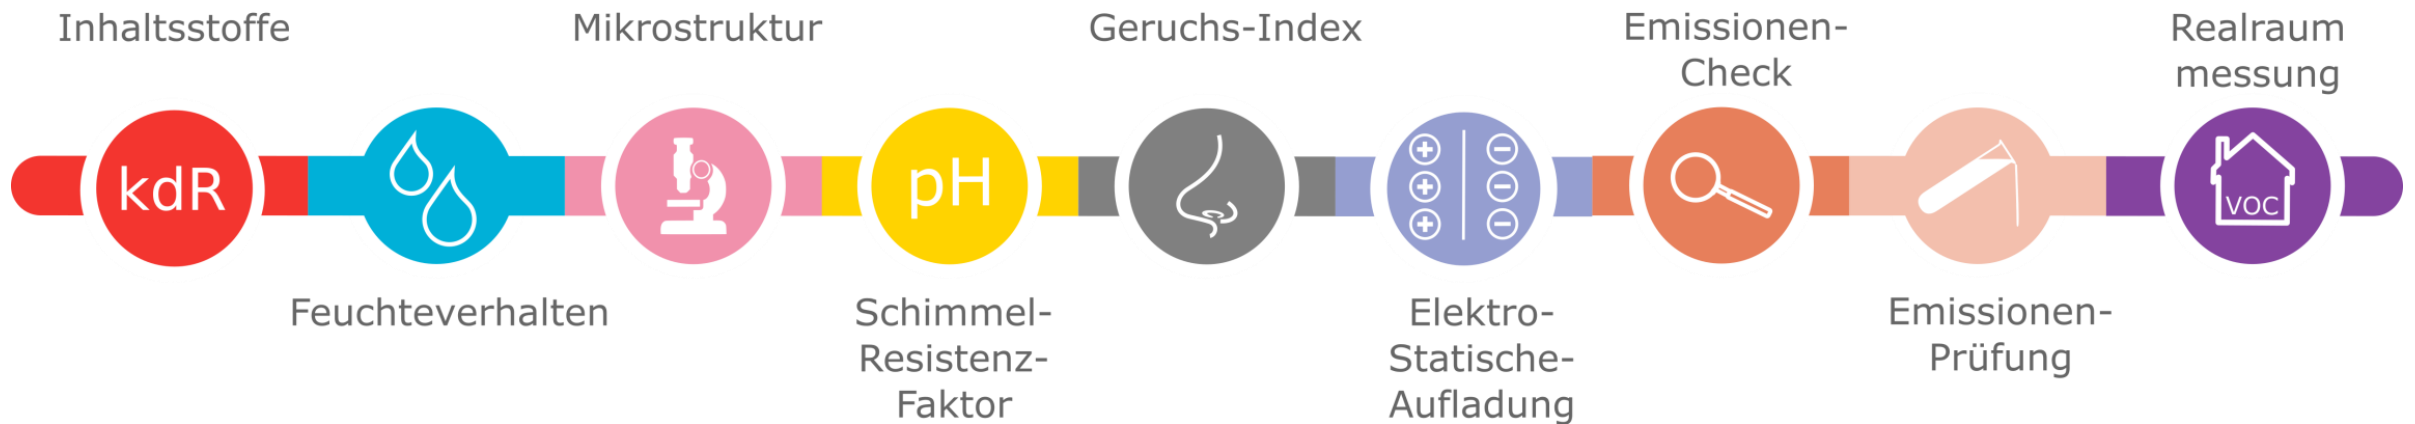 Inhaltsstoffe
kdR
Feuchteverhalten
Mikrostruktur
pH
Schimmel-
Resistenz-
Faktor
Geruchs-Index
Elektro-
Statische-
Aufladung
Emissionen-
Check
Emissionen-
Prüfung
Realraum
messung
VOC